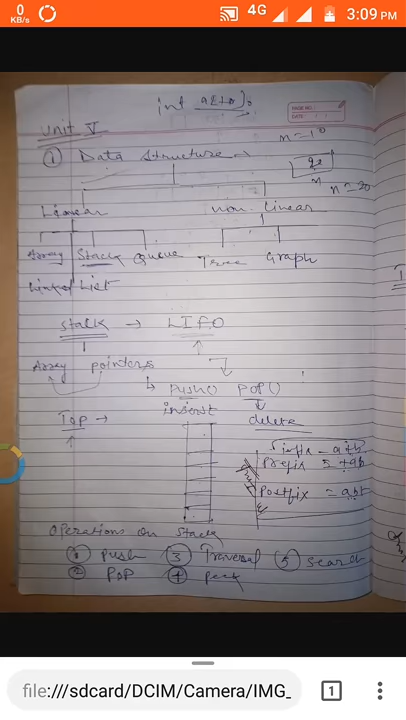 0
KB/s
4G
3:09 PM
int a[10];
PAGE NO.:
DATE:
Unit V
n=10
① Data Structure
20
n
n=30
Linear
non-linear
Array Stack Queue
Tree Graph
Linked List
Stack → LIFO
Array pointers
Push() POP()
Top → insert
delete
infix = a+b
Prefix = +ab
Postfix = ab+
Operations on Stack
① Push ③ Traversal ⑤ Search
② POP ④ Peek
file:///sdcard/DCIM/Camera/IMG_
1